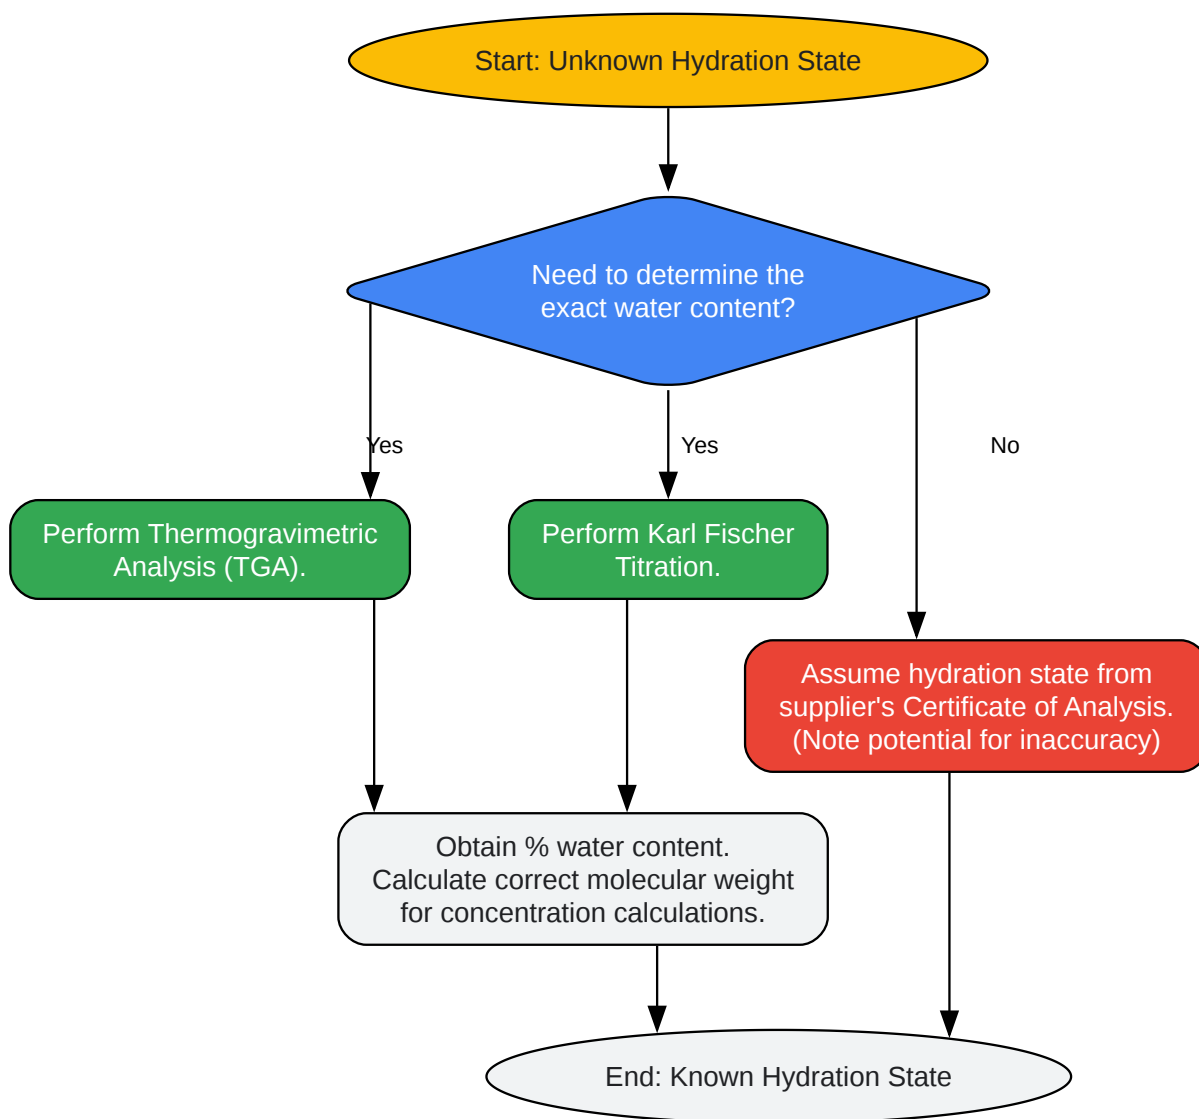 Start: Unknown Hydration State
Need to determine the
exact water content?
Yes
Yes
No
Perform Thermogravimetric
Analysis (TGA).
Perform Karl Fischer
Titration.
Assume hydration state from
supplier's Certificate of Analysis.
(Note potential for inaccuracy)
Obtain % water content.
Calculate correct molecular weight
for concentration calculations.
End: Known Hydration State